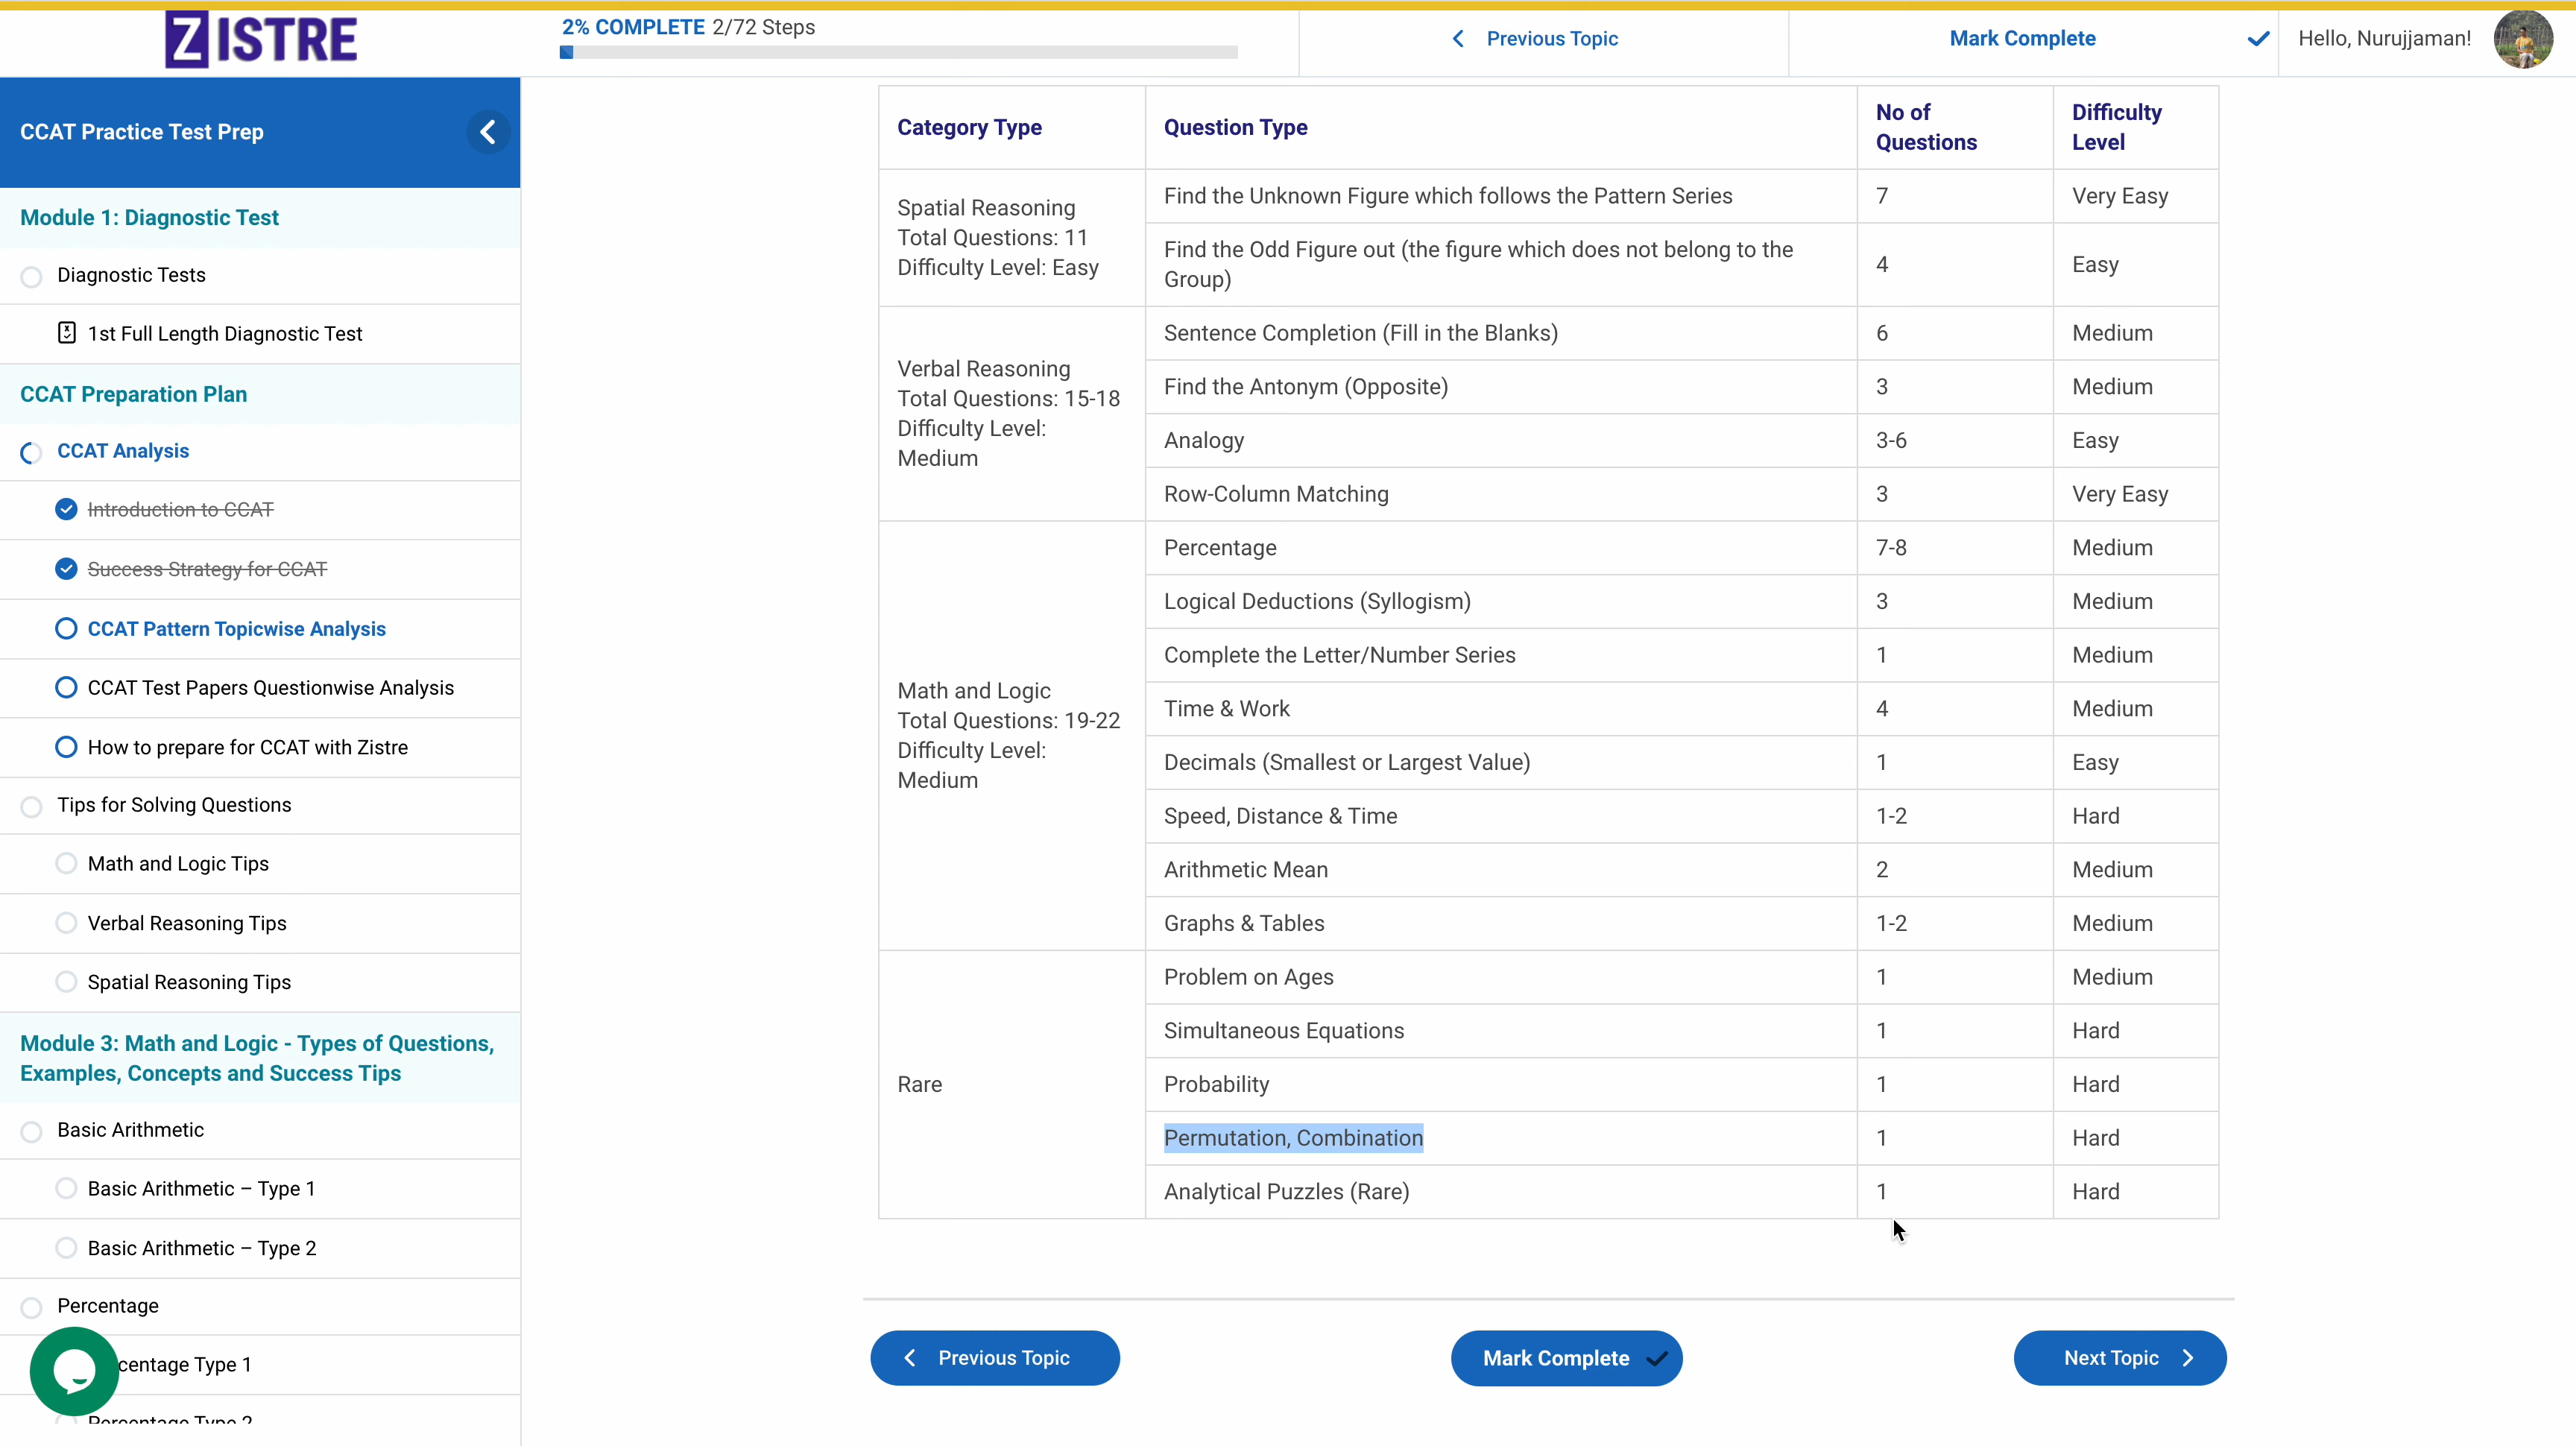 ZISTRE
2% COMPLETE 2/72 Steps
Previous Topic
Mark Complete
Hello, Nurujjaman!
CCAT Practice Test Prep
Module 1: Diagnostic Test
Diagnostic Tests
1st Full Length Diagnostic Test
CCAT Preparation Plan
CCAT Analysis
Introduction to CCAT
Success Strategy for CCAT
CCAT Pattern Topicwise Analysis
CCAT Test Papers Questionwise Analysis
How to prepare for CCAT with Zistre
Tips for Solving Questions
Math and Logic Tips
Verbal Reasoning Tips
Spatial Reasoning Tips
Module 3: Math and Logic - Types of Questions,
Examples, Concepts and Success Tips
Basic Arithmetic
Basic Arithmetic – Type 1
Basic Arithmetic – Type 2
Percentage
centage Type 1
Percentage Type 2
Category Type
Question Type
No of
Questions
Difficulty
Level
Spatial Reasoning
Total Questions: 11
Difficulty Level: Easy
Find the Unknown Figure which follows the Pattern Series
7
Very Easy
Find the Odd Figure out (the figure which does not belong to the
Group)
4
Easy
Verbal Reasoning
Total Questions: 15-18
Difficulty Level:
Medium
Sentence Completion (Fill in the Blanks)
6
Medium
Find the Antonym (Opposite)
3
Medium
Analogy
3-6
Easy
Row-Column Matching
3
Very Easy
Math and Logic
Total Questions: 19-22
Difficulty Level:
Medium
Percentage
7-8
Medium
Logical Deductions (Syllogism)
3
Medium
Complete the Letter/Number Series
1
Medium
Time & Work
4
Medium
Decimals (Smallest or Largest Value)
1
Easy
Speed, Distance & Time
1-2
Hard
Arithmetic Mean
2
Medium
Graphs & Tables
1-2
Medium
Rare
Problem on Ages
1
Medium
Simultaneous Equations
1
Hard
Probability
1
Hard
Permutation, Combination
1
Hard
Analytical Puzzles (Rare)
1
Hard
Previous Topic
Mark Complete
Next Topic